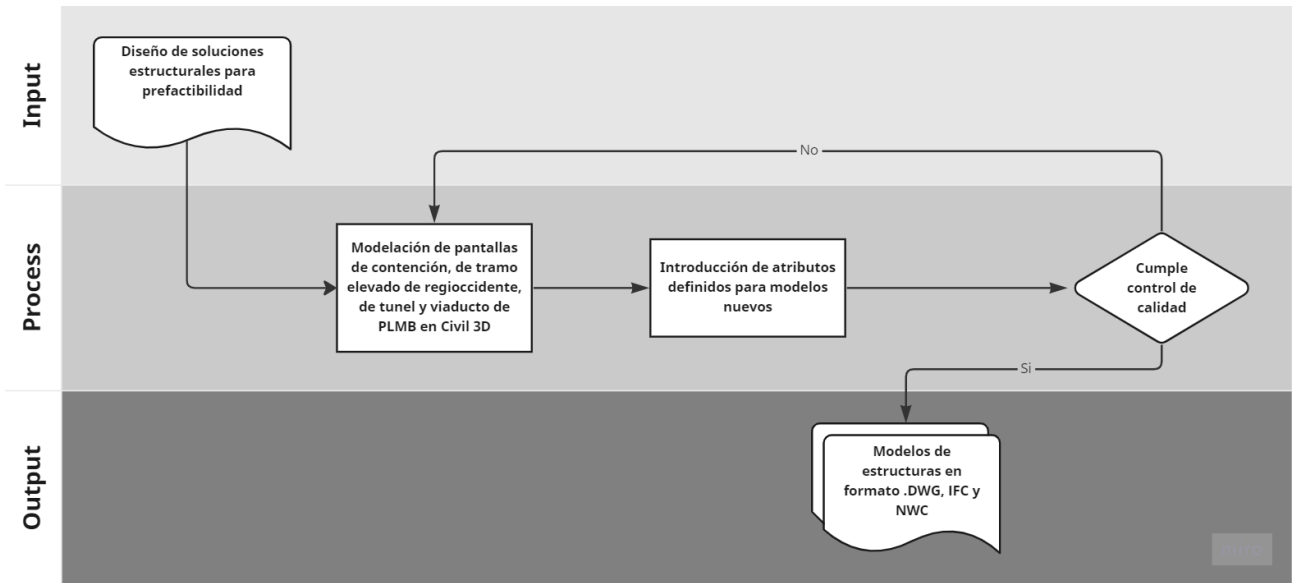 Input
Diseño de soluciones
estructurales para
prefactibilidad
No
Process
Modelación de pantallas
de contención, de tramo
elevado de regioccidente,
de tunel y viaducto de
PLMB en Civil 3D
Introducción de atributos
definidos para modelos
nuevos
Cumple
control de
calidad
Si
Output
Modelos de
estructuras en
formato .DWG, IFC y
NWC